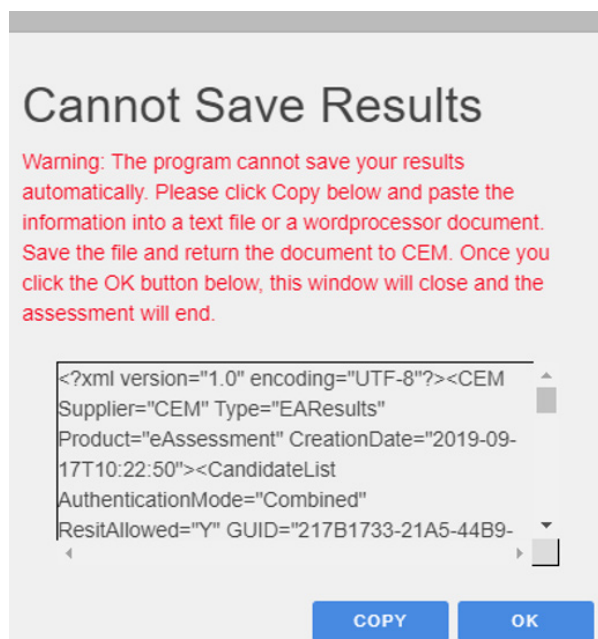 Cannot Save Results
Warning: The program cannot save your results
automatically. Please click Copy below and paste the
information into a text file or a wordprocessor document.
Save the file and return the document to CEM. Once you
click the OK button below, this window will close and the
assessment will end.
<?xml version="1.0" encoding="UTF-8"?><CEM
Supplier="CEM" Type="EAResults"
Product="eAssessment" CreationDate="2019-09-
17T10:22:50"><CandidateList
AuthenticationMode="Combined"
ResitAllowed="Y" GUID="217B1733-21A5-44B9-
COPY OK